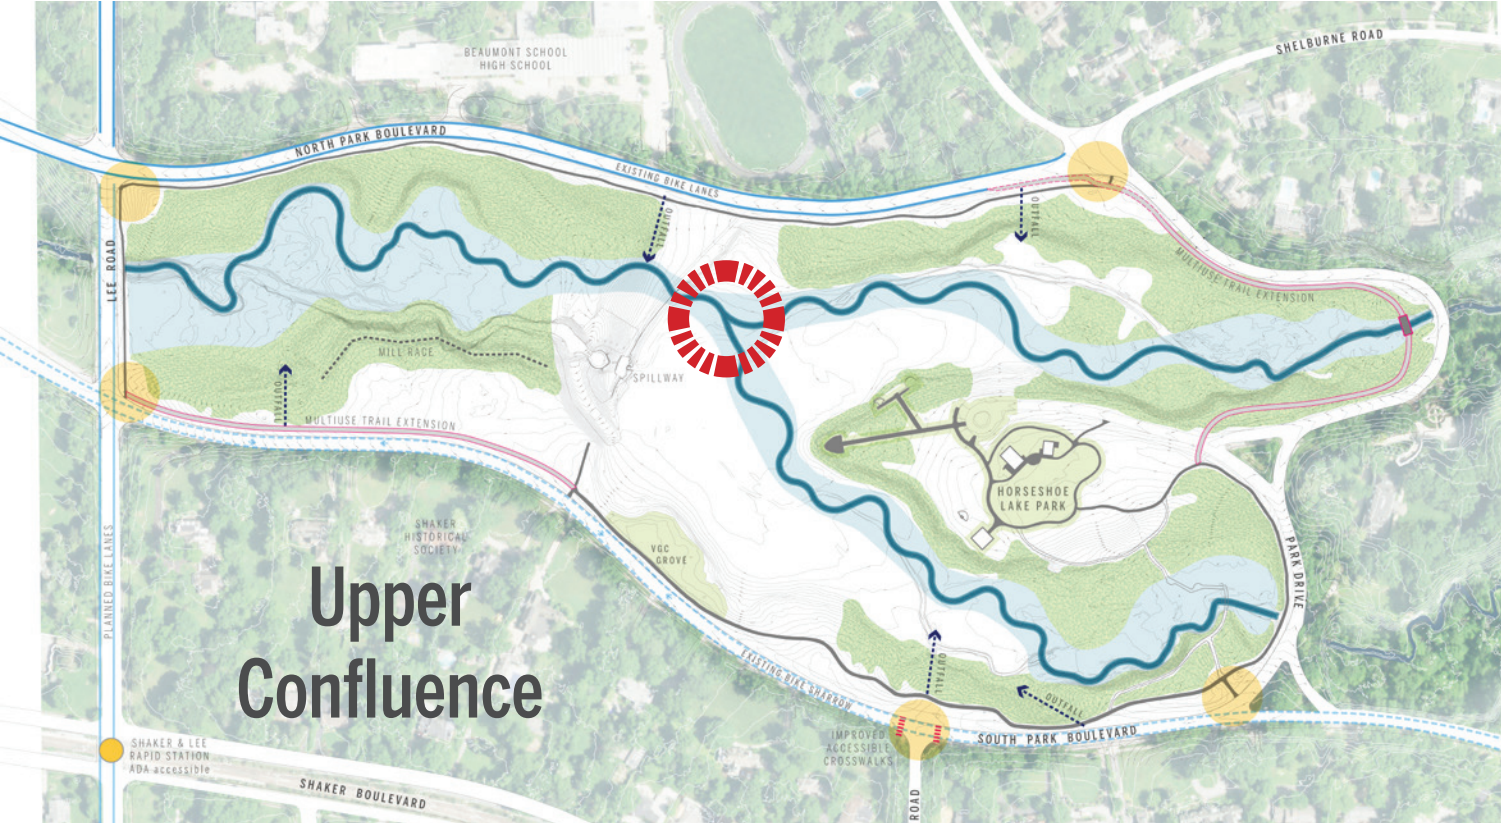 BEAUMONT SCHOOL
HIGH SCHOOL
SHELBURNE ROAD
NORTH PARK BOULEVARD
EXISTING BIKE LANES
OUTFALL
OUTFALL
LEE ROAD
MULTIUSE TRAIL EXTENSION
MILL RACE
SPILLWAY
OUTFALL
MULTIUSE TRAIL EXTENSION
HORSESHOE
LAKE PARK
SHAKER
HISTORICAL
SOCIETY
VGC
GROVE
PARK DRIVE
PLANNED BIKE LANES
Upper
Confluence
EXISTING BIKE SHARROW
OUTFALL
OUTFALL
IMPROVED
ACCESSIBLE
CROSSWALKS
SOUTH PARK BOULEVARD
SHAKER & LEE
RAPID STATION
ADA accessible
SHAKER BOULEVARD
ROAD